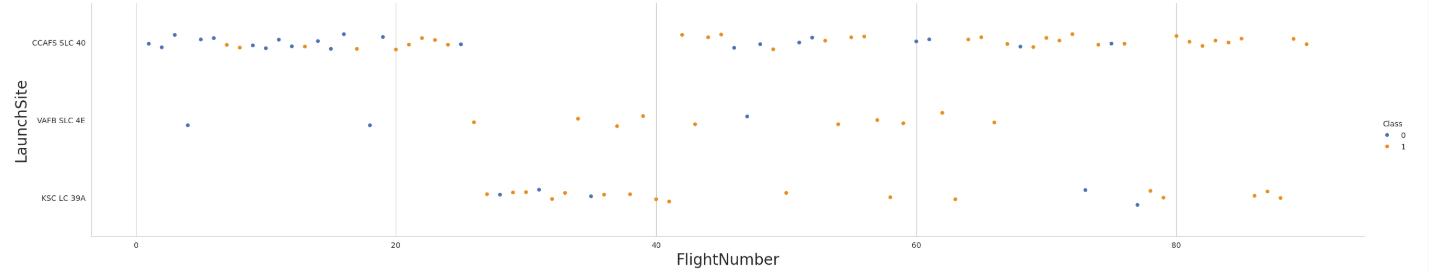 LaunchSite
CCAFS SLC 40
VAFB SLC 4E
KSC LC 39A
0 20 40 60 80
FlightNumber
Class
0
1